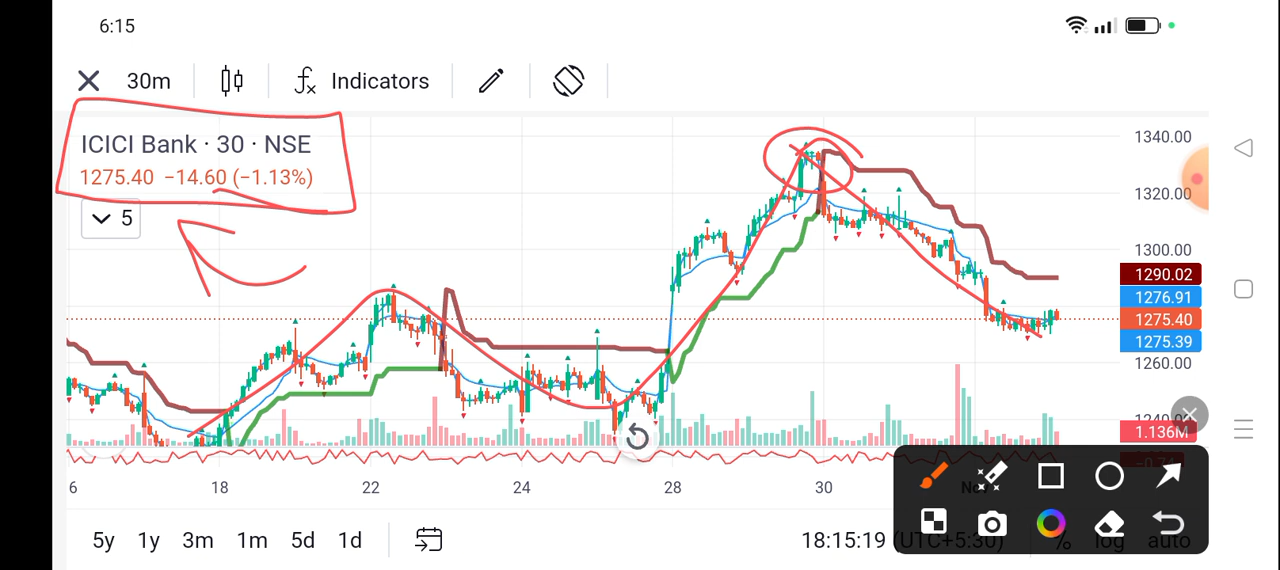 6:15
30m
Indicators
ICICI Bank · 30 · NSE
1275.40 −14.60 (−1.13%)
5
1340.00
1320.00
1300.00
1290.02
1276.91
1275.40
1275.39
1260.00
1.136M
6 18 22 24 28 30
5y 1y 3m 1m 5d 1d
18:15:19 (UTC+5:30) % log auto